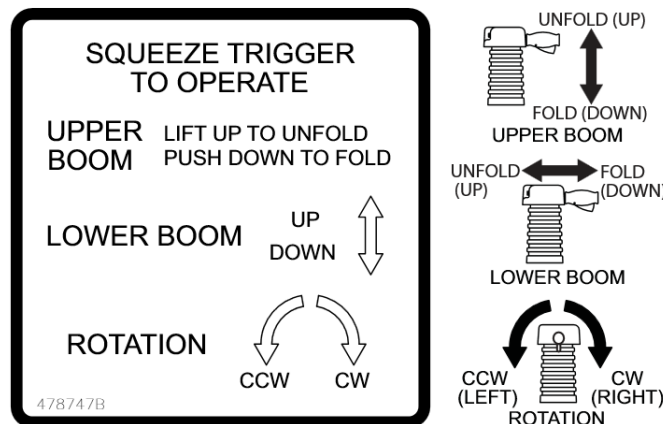 SQUEEZE TRIGGER
TO OPERATE
UPPER BOOM
LIFT UP TO UNFOLD
PUSH DOWN TO FOLD
LOWER BOOM
UP
DOWN
ROTATION
CCW
CW
478747B
UNFOLD (UP)
FOLD (DOWN)
UPPER BOOM
UNFOLD
(UP)
FOLD
(DOWN)
LOWER BOOM
CCW
(LEFT)
CW
(RIGHT)
ROTATION